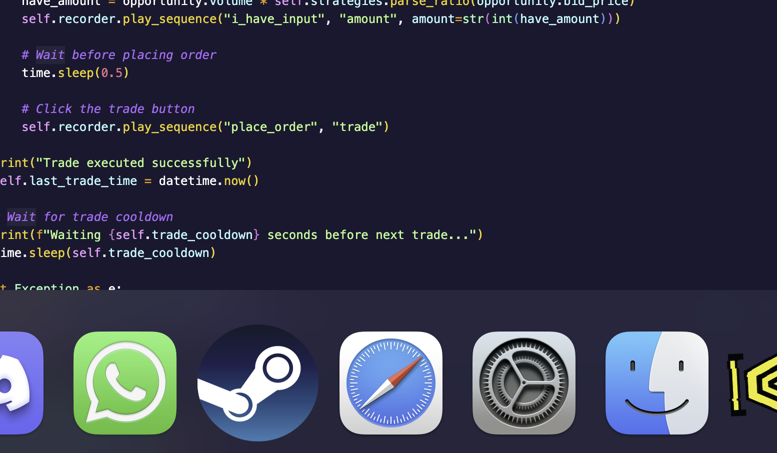 have_amount = opportunity.volume * self.strategies.parse_ratio(opportunity.bid_price)
self.recorder.play_sequence("i_have_input", "amount", amount=str(int(have_amount)))
# Wait before placing order
time.sleep(0.5)
# Click the trade button
self.recorder.play_sequence("place_order", "trade")
rint("Trade executed successfully")
elf.last_trade_time = datetime.now()
Wait for trade cooldown
rint(f"Waiting {self.trade_cooldown} seconds before next trade...")
ime.sleep(self.trade_cooldown)
t Exception as e: